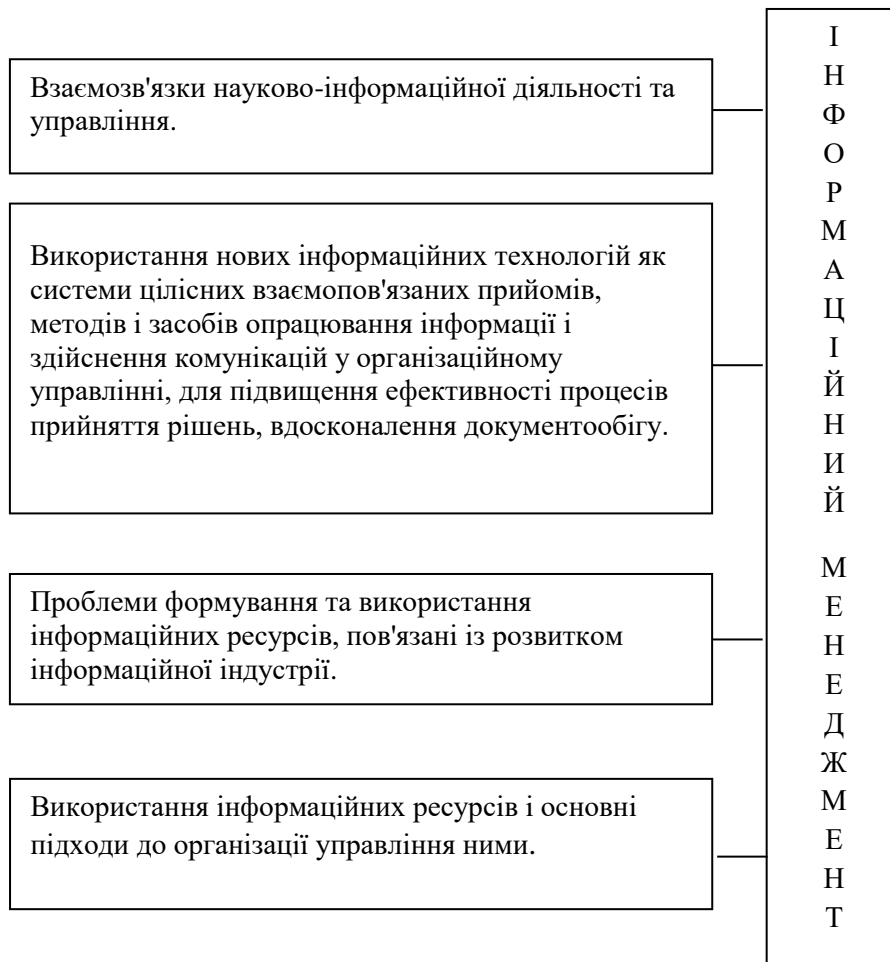 Взаємозв'язки науково-інформаційної діяльності та
управління.
Використання нових інформаційних технологій як
системи цілісних взаємопов'язаних прийомів,
методів і засобів опрацювання інформації і
здійснення комунікацій у організаційному
управлінні, для підвищення ефективності процесів
прийняття рішень, вдосконалення документообігу.
Проблеми формування та використання
інформаційних ресурсів, пов'язані із розвитком
інформаційної індустрії.
Використання інформаційних ресурсів і основні
підходи до організації управління ними.
І
Н
Ф
О
Р
М
А
Ц
І
Й
Н
И
Й
М
Е
Н
Е
Д
Ж
М
Е
Н
Т